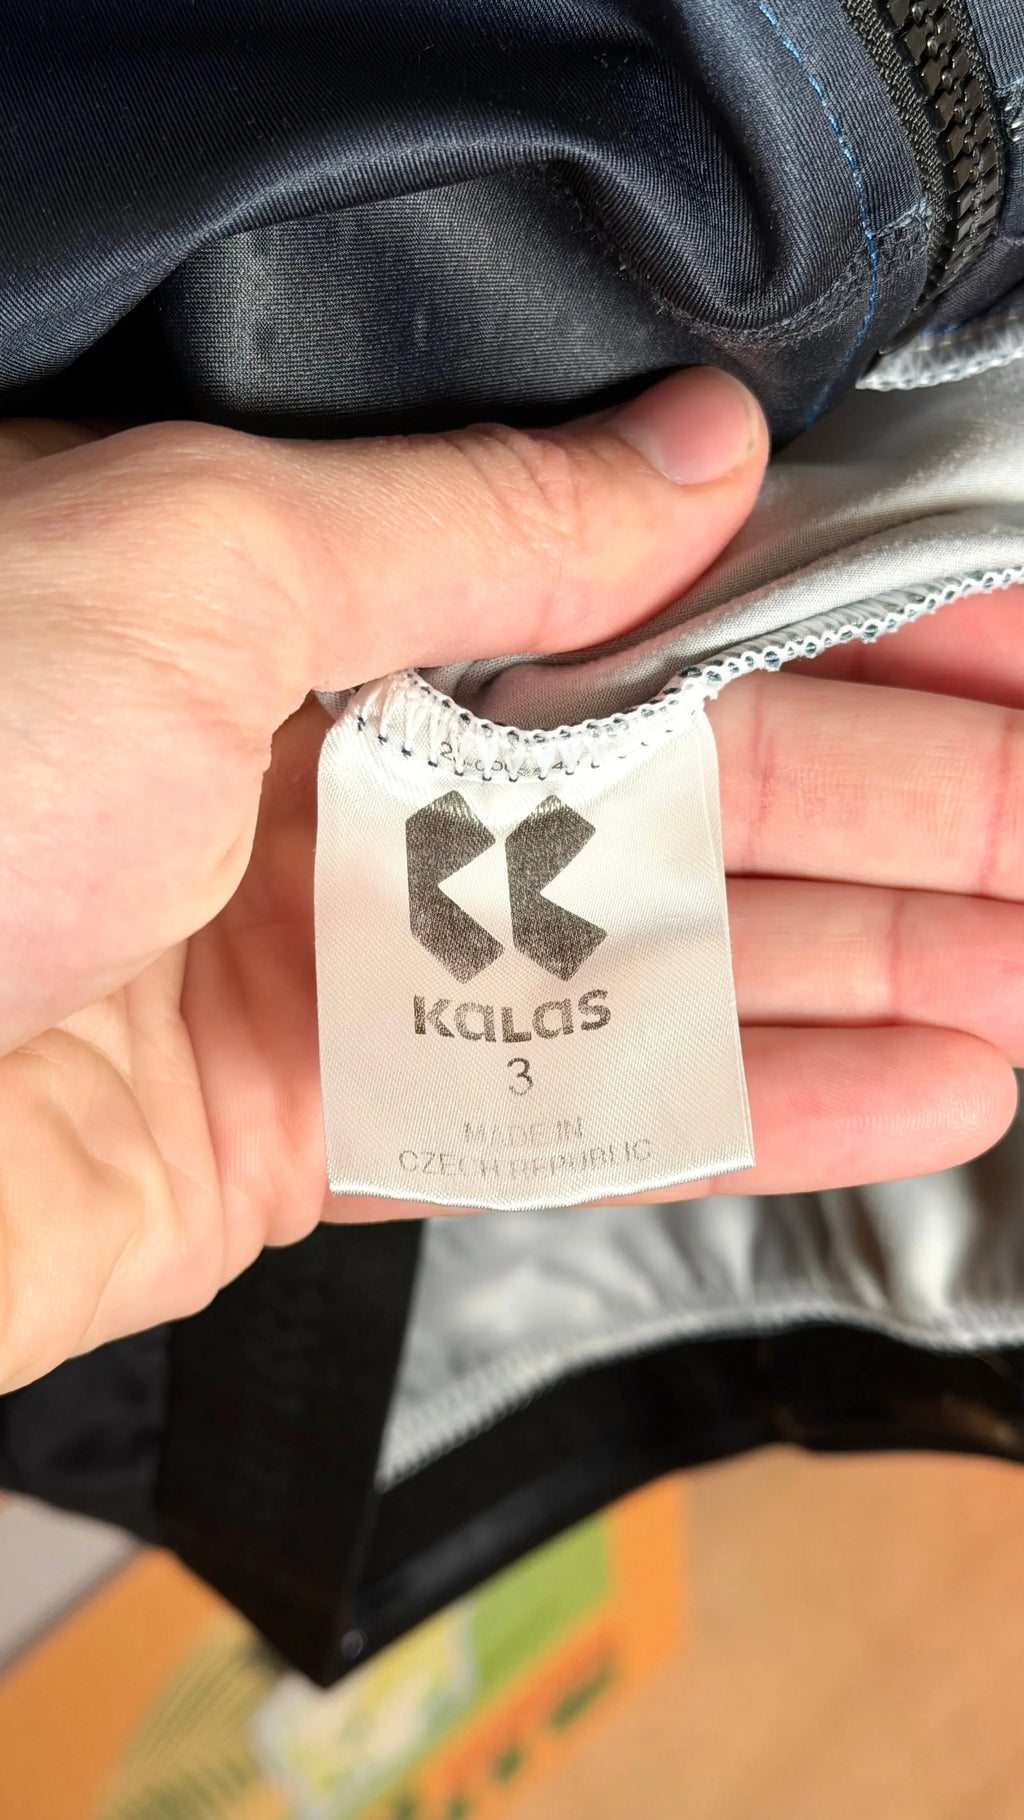 KaLas
3
MADE IN
CZECH REPUBLIC